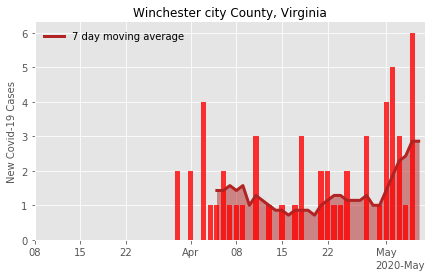 Winchester city County, Virginia
7 day moving average
New Covid-19 Cases
6
5
4
3
2
1
0
08 15 22 Apr 08 15 22 May
2020-May